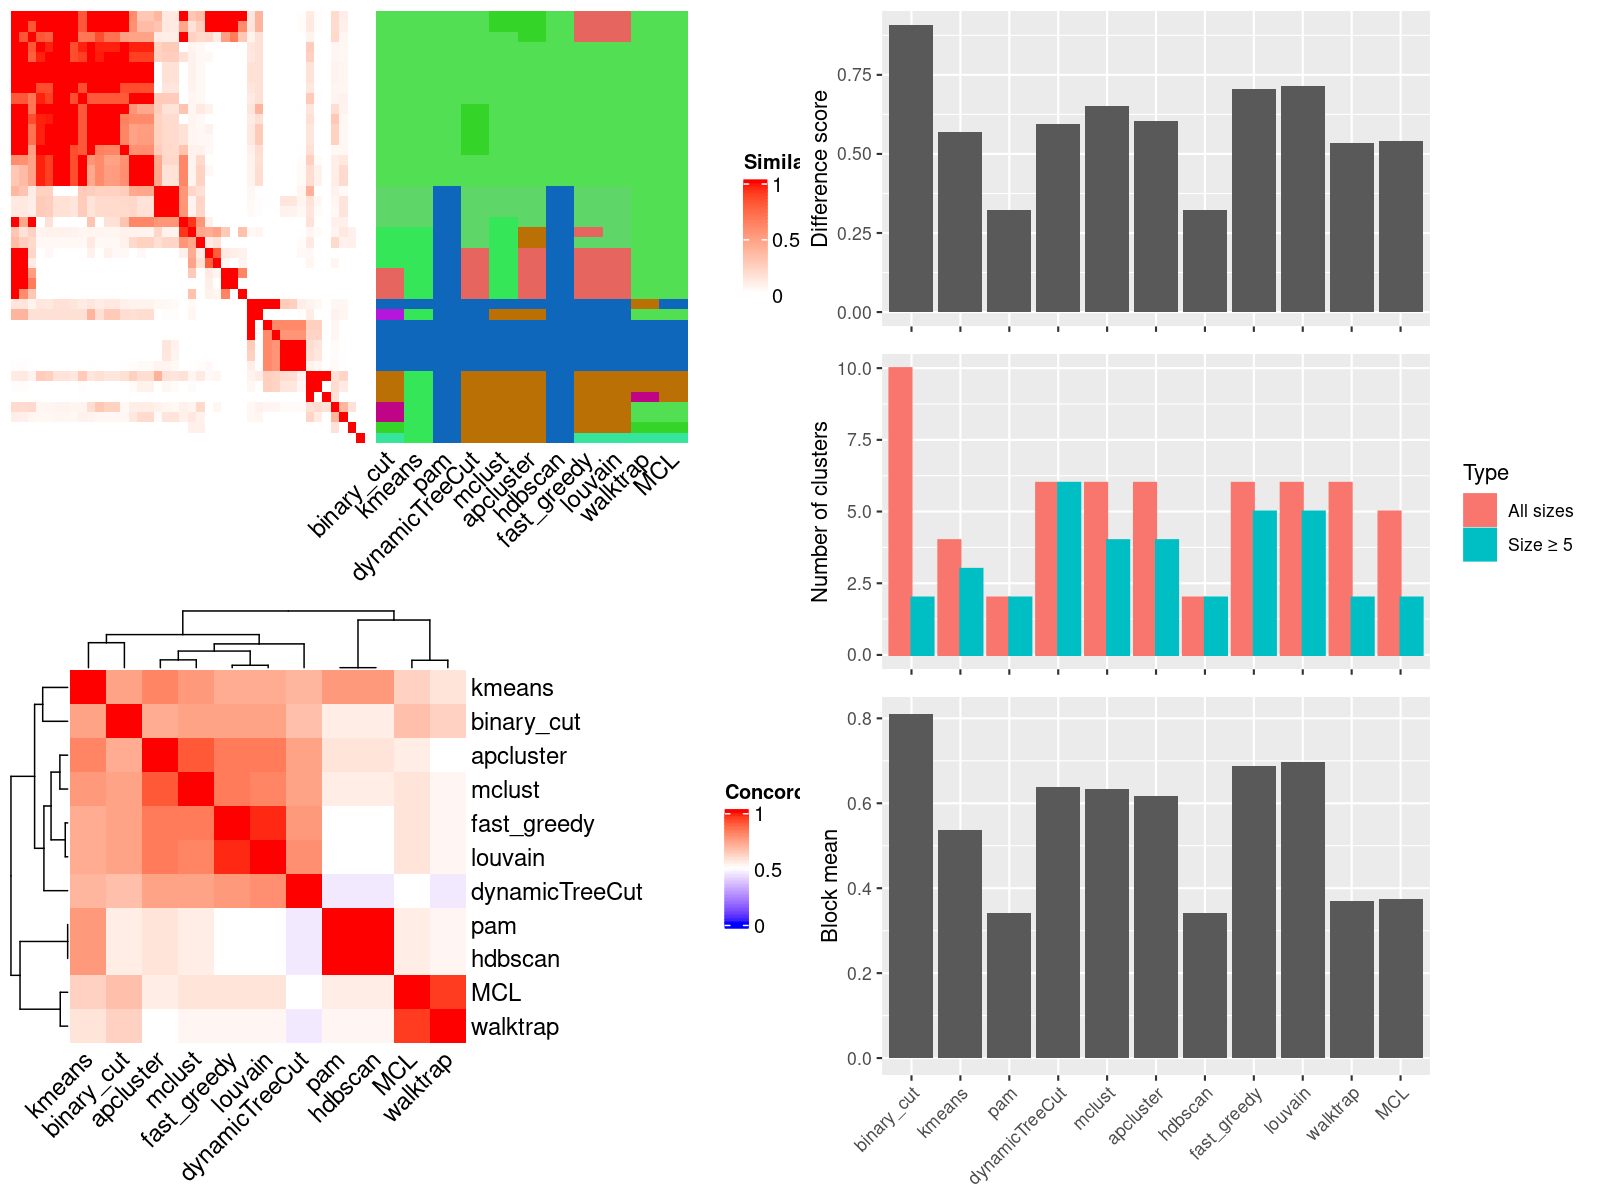 Simila
1
0.5
0
binary_cut
kmeans
pam
dynamicTreeCut
mclust
apcluster
hdbscan
fast_greedy
louvain
walktrap
MCL
Difference score
0.75
0.50
0.25
0.00
Number of clusters
10.0
7.5
5.0
2.5
0.0
Type
All sizes
Size ≥ 5
kmeans
binary_cut
apcluster
mclust
fast_greedy
louvain
dynamicTreeCut
pam
hdbscan
MCL
walktrap
kmeans
binary_cut
apcluster
mclust
fast_greedy
louvain
dynamicTreeCut
pam
hdbscan
MCL
walktrap
Concord
1
0.5
0
Block mean
0.8
0.6
0.4
0.2
0.0
binary_cut
kmeans
pam
dynamicTreeCut
mclust
apcluster
hdbscan
fast_greedy
louvain
walktrap
MCL